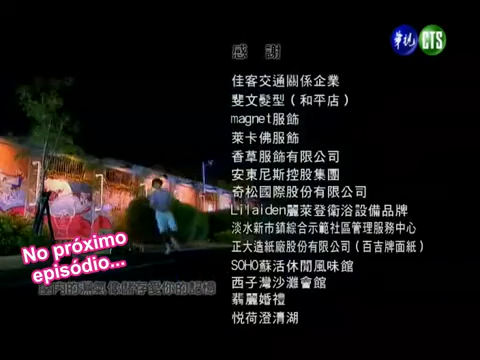 華視 CTS
感 謝
佳客交通關係企業
斐文髮型（和平店）
magnet服飾
萊卡佛服飾
香草服飾有限公司
安東尼斯控股集團
奇松國際股份有限公司
Lilaiden麗萊登衛浴設備品牌
淡水新市鎮綜合示範社區管理服務中心
正大造紙廠股份有限公司（百吉牌面紙）
SOHO蘇活休閒風味館
西子灣沙灘會館
翡麗婚禮
悦荷澄清湖
No próximo
episódio...